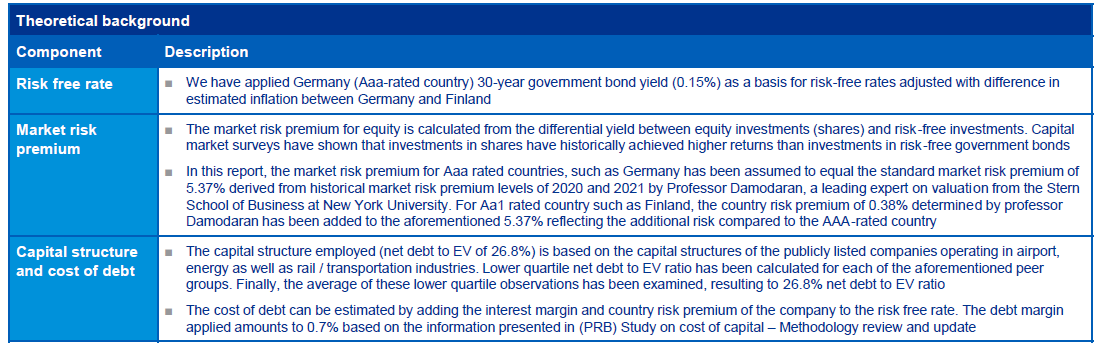 Theoretical background
Component Description
Risk free rate
We have applied Germany (Aaa-rated country) 30-year government bond yield (0.15%) as a basis for risk-free rates adjusted with difference in
estimated inflation between Germany and Finland
Market risk
premium
The market risk premium for equity is calculated from the differential yield between equity investments (shares) and risk-free investments. Capital
market surveys have shown that investments in shares have historically achieved higher returns than investments in risk-free government bonds
In this report, the market risk premium for Aaa rated countries, such as Germany has been assumed to equal the standard market risk premium of
5.37% derived from historical market risk premium levels of 2020 and 2021 by Professor Damodaran, a leading expert on valuation from the Stern
School of Business at New York University. For Aa1 rated country such as Finland, the country risk premium of 0.38% determined by professor
Damodaran has been added to the aforementioned 5.37% reflecting the additional risk compared to the AAA-rated country
Capital structure
and cost of debt
The capital structure employed (net debt to EV of 26.8%) is based on the capital structures of the publicly listed companies operating in airport,
energy as well as rail / transportation industries. Lower quartile net debt to EV ratio has been calculated for each of the aforementioned peer
groups. Finally, the average of these lower quartile observations has been examined, resulting to 26.8% net debt to EV ratio
The cost of debt can be estimated by adding the interest margin and country risk premium of the company to the risk free rate. The debt margin
applied amounts to 0.7% based on the information presented in (PRB) Study on cost of capital – Methodology review and update